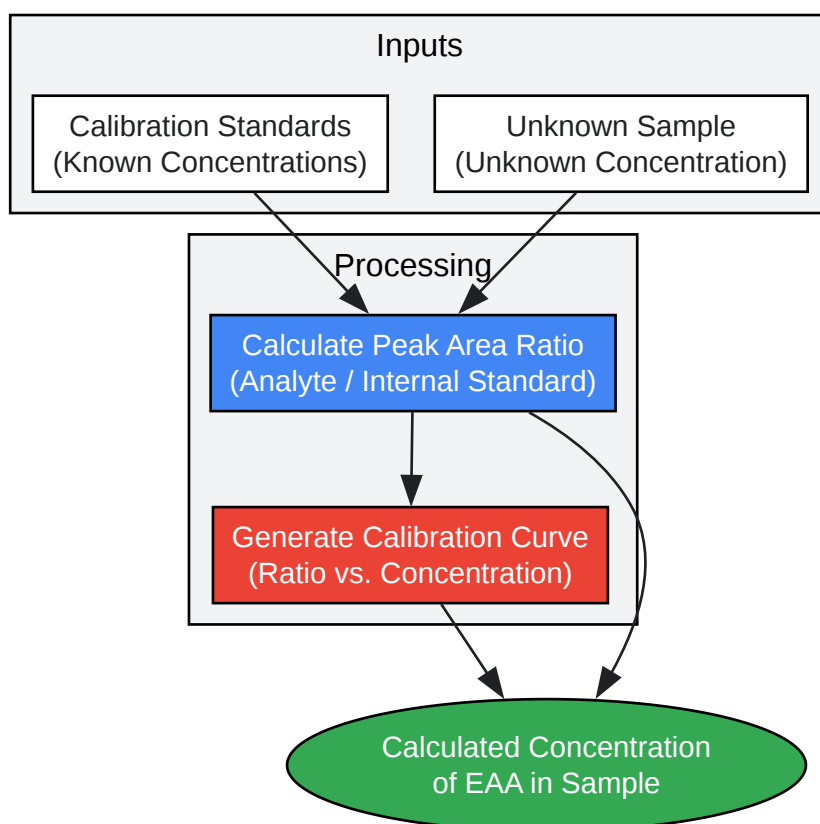 Inputs
Calibration Standards
(Known Concentrations)
Unknown Sample
(Unknown Concentration)
Processing
Calculate Peak Area Ratio
(Analyte / Internal Standard)
Generate Calibration Curve
(Ratio vs. Concentration)
Calculated Concentration
of EAA in Sample